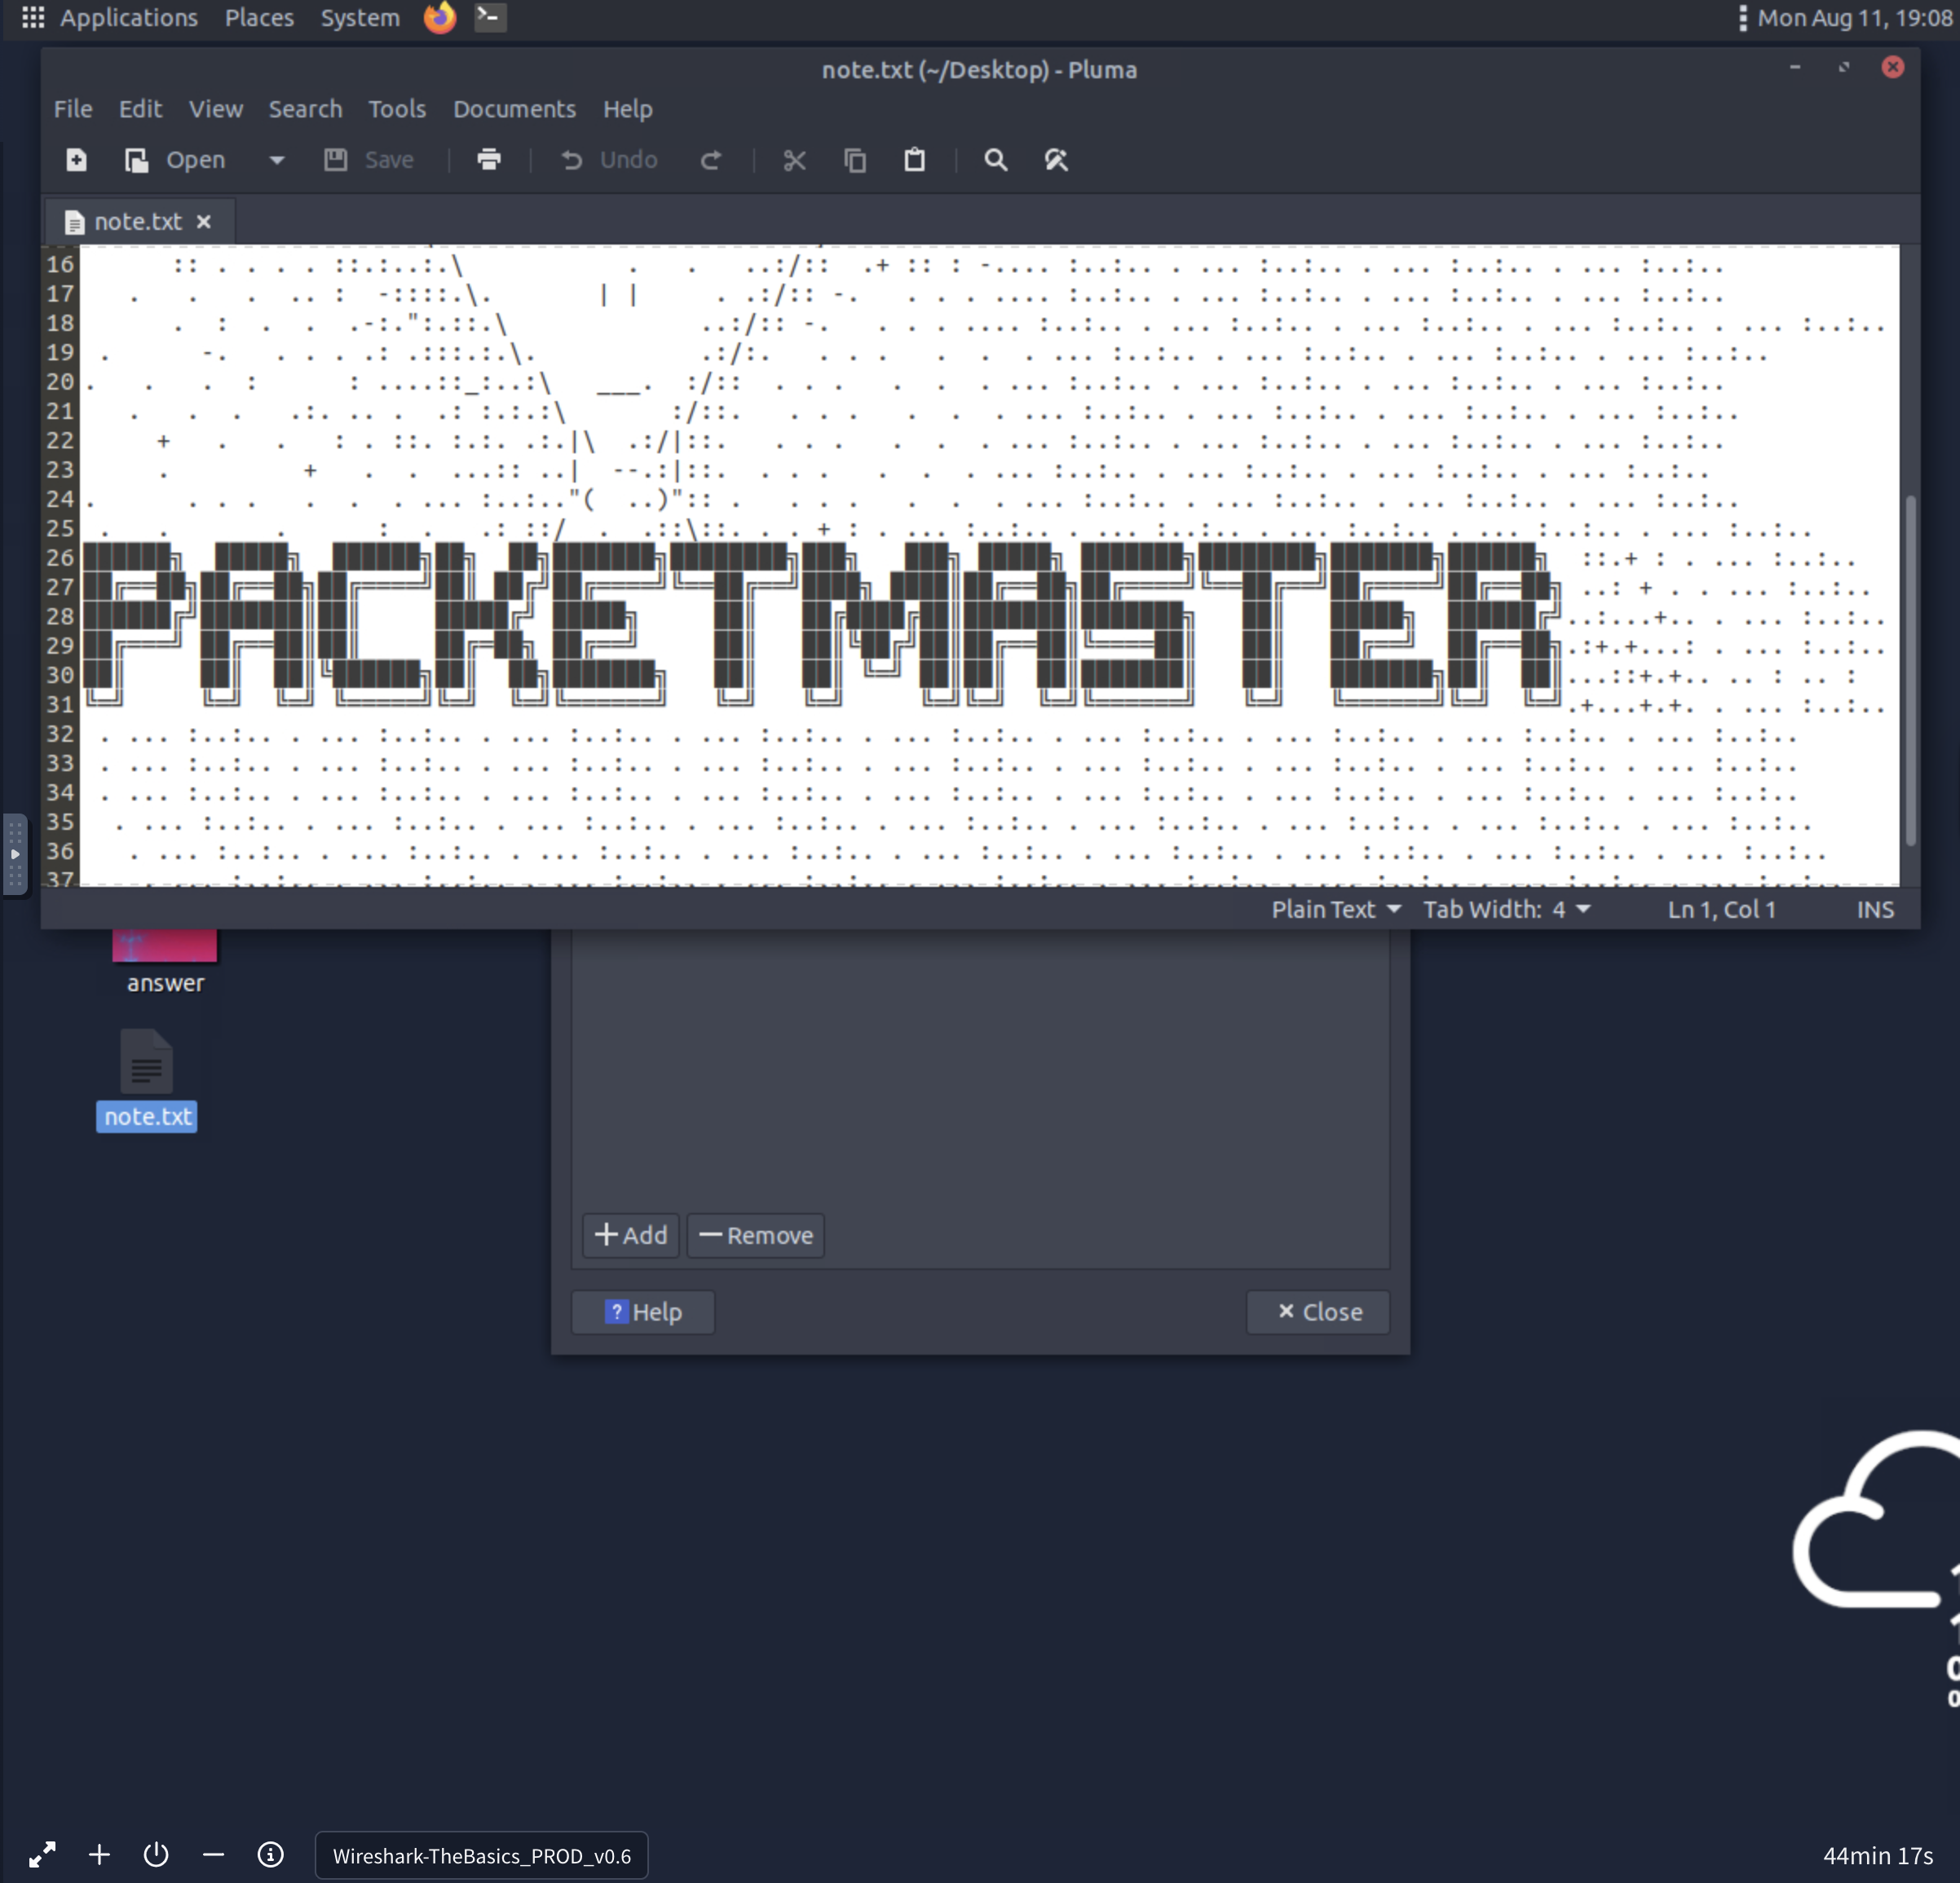 Applications Places System Mon Aug 11, 19:08
note.txt (~/Desktop) - Pluma
File Edit View Search Tools Documents Help
Open Save Undo
note.txt
16
17
18
19
20
21
22
23
24
25
26
27
28
PACKETMASTER
29
30
31
32
33
34
35
36
37
Plain Text Tab Width: 4 Ln 1, Col 1 INS
answer
note.txt
Add Remove
? Help Close
Wireshark-TheBasics_PROD_v0.6 44min 17s